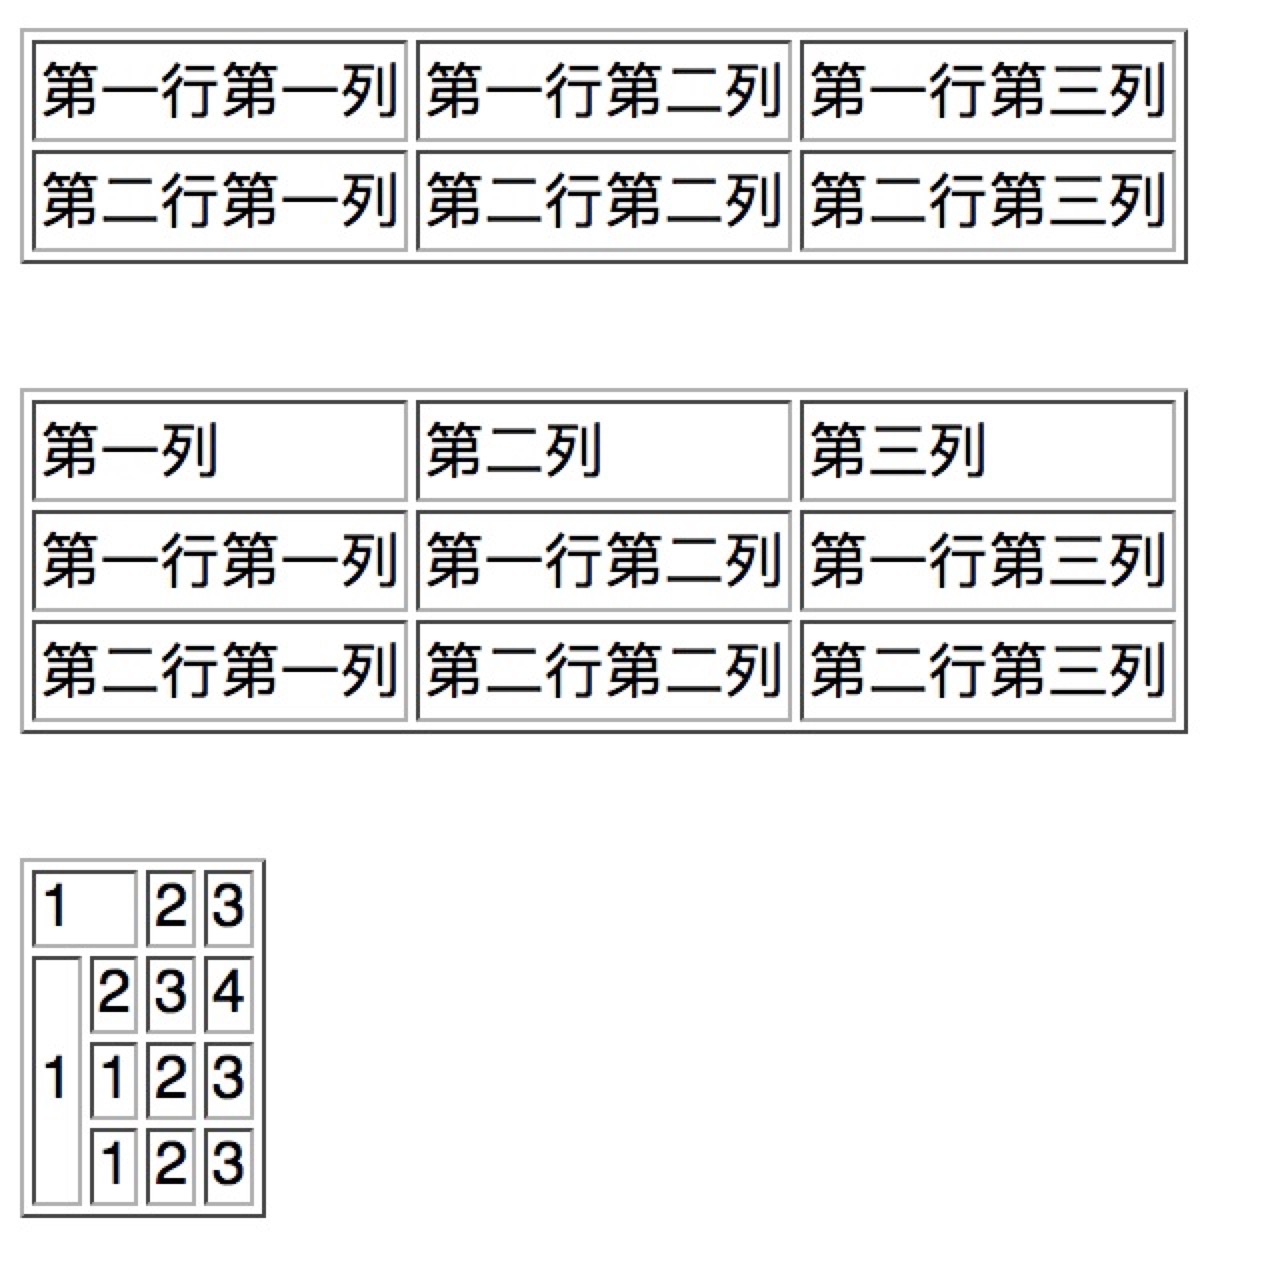 第一行第一列 第一行第二列 第一行第三列
第二行第一列 第二行第二列 第二行第三列
第一列 第二列 第三列
第一行第一列 第一行第二列 第一行第三列
第二行第一列 第二行第二列 第二行第三列
1 2 3
2 3 4
1 1 2 3
1 2 3